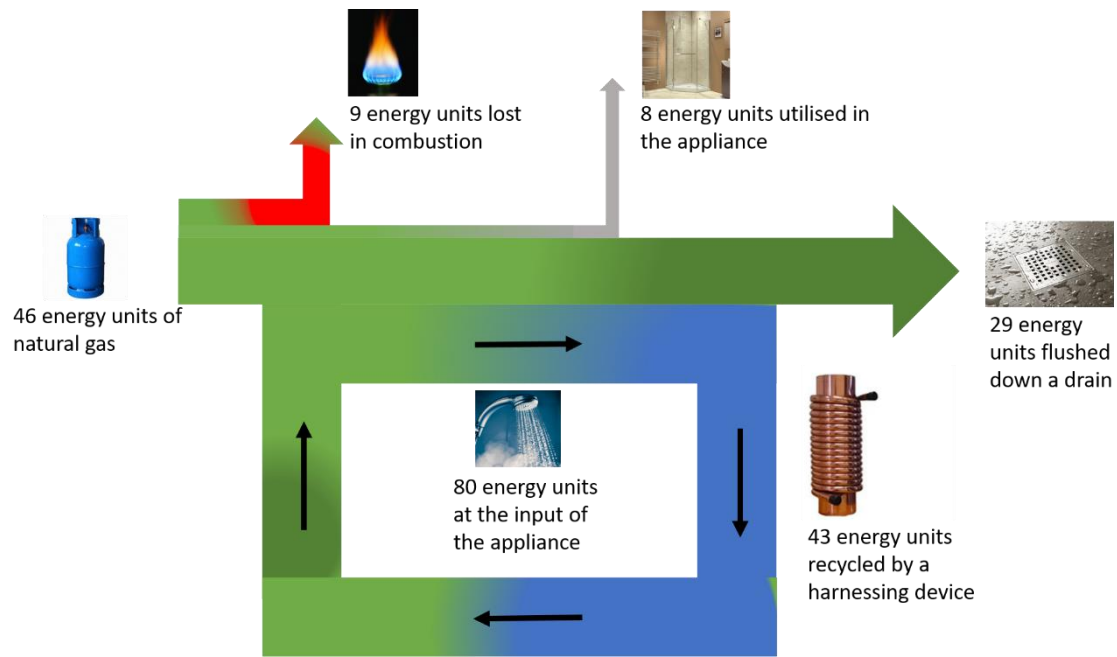 9 energy units lost
in combustion
8 energy units utilised in
the appliance
46 energy units of
natural gas
29 energy
units flushed
down a drain
80 energy units
at the input of
the appliance
43 energy units
recycled by a
harnessing device